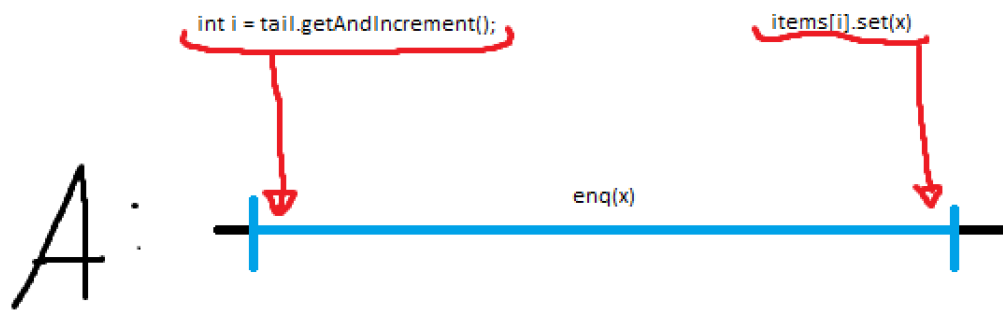 int i = tail.getAndIncrement();
items[i].set(x)
enq(x)
A :